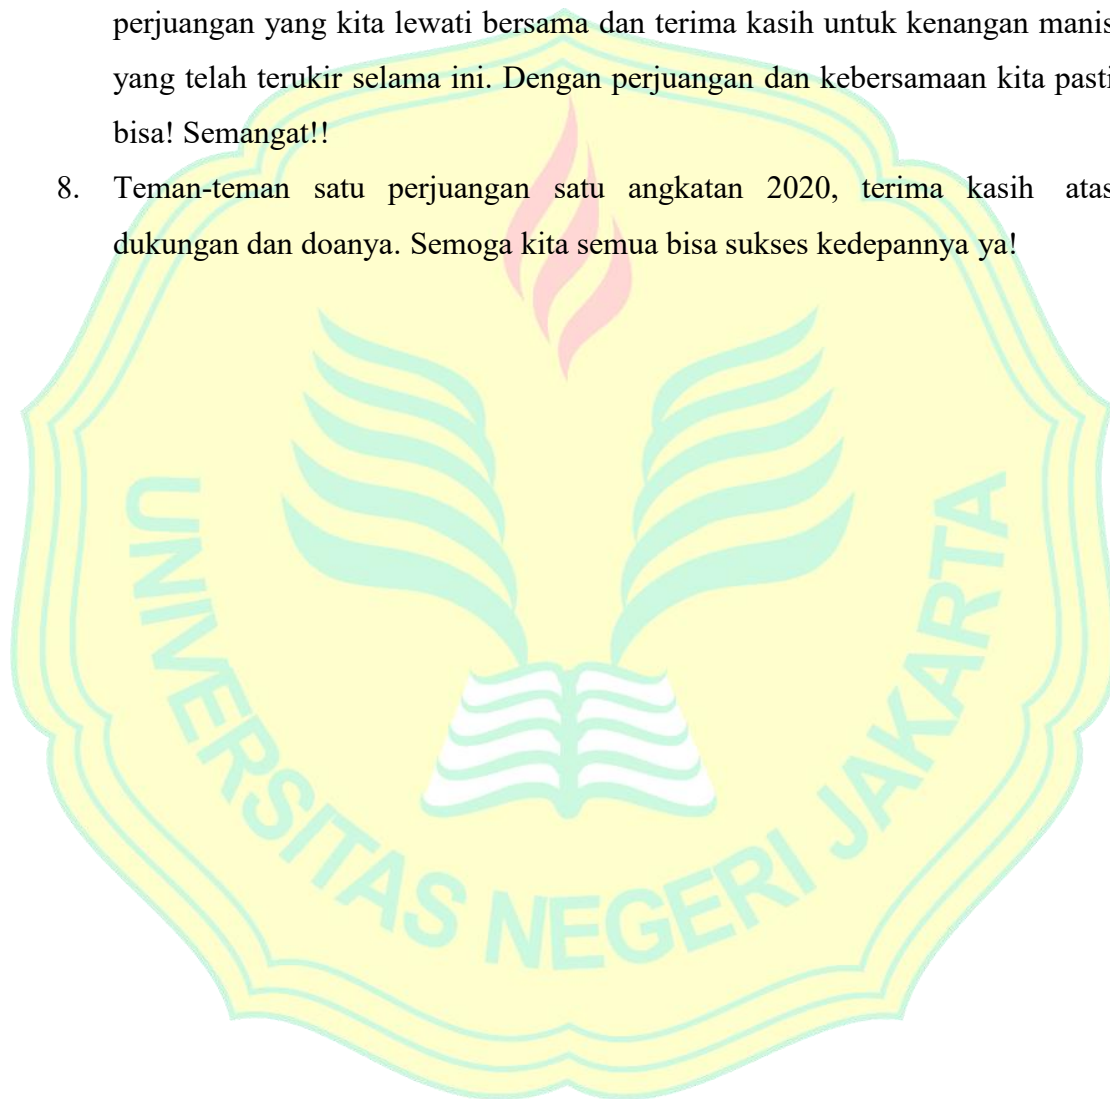 perjuangan yang kita lewati bersama dan terima kasih untuk kenangan manis
yang telah terukir selama ini. Dengan perjuangan dan kebersamaan kita pasti
bisa! Semangat!!
8. Teman-teman satu perjuangan satu angkatan 2020, terima kasih atas
dukungan dan doanya. Semoga kita semua bisa sukses kedepannya ya!
UNIVERSITAS NEGERI JAKARTA